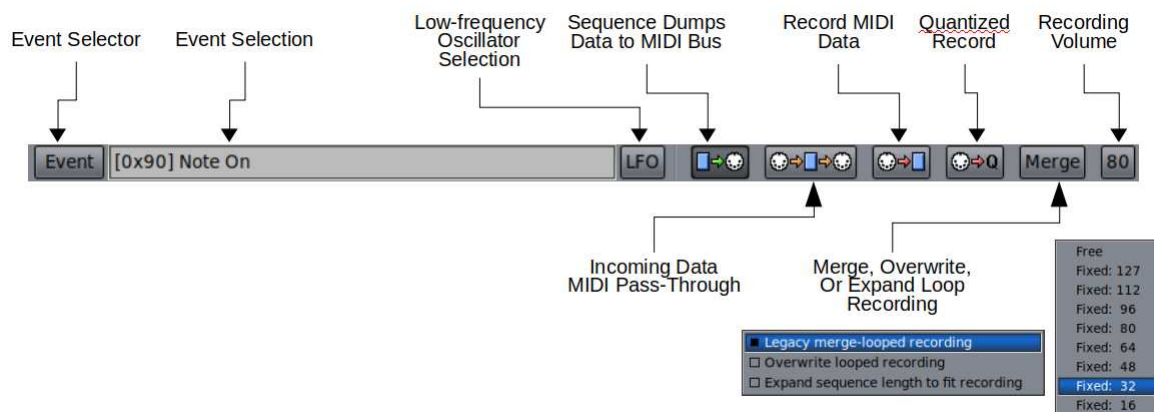 Event Selector
Event Selection
Low-frequency
Oscillator
Selection
Sequence Dumps
Data to MIDI Bus
Record MIDI
Data
Quantized
Record
Recording
Volume
Event
[0x90] Note On
LFO
Q
Merge
80
Incoming Data
MIDI Pass-Through
Merge, Overwrite,
Or Expand Loop
Recording
Legacy merge-looped recording
Overwrite looped recording
Expand sequence length to fit recording
Free
Fixed: 127
Fixed: 112
Fixed: 96
Fixed: 80
Fixed: 64
Fixed: 48
Fixed: 32
Fixed: 16